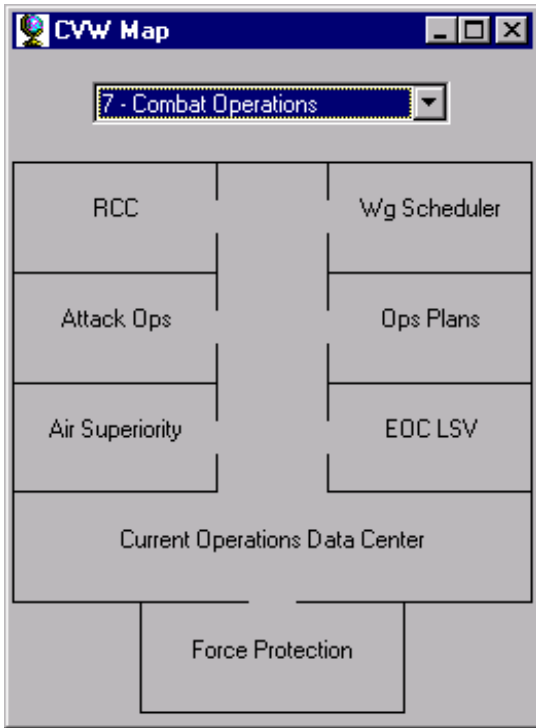 CVW Map
7 - Combat Operations
RCC
Wg Scheduler
Attack Ops
Ops Plans
Air Superiority
EOC LSV
Current Operations Data Center
Force Protection